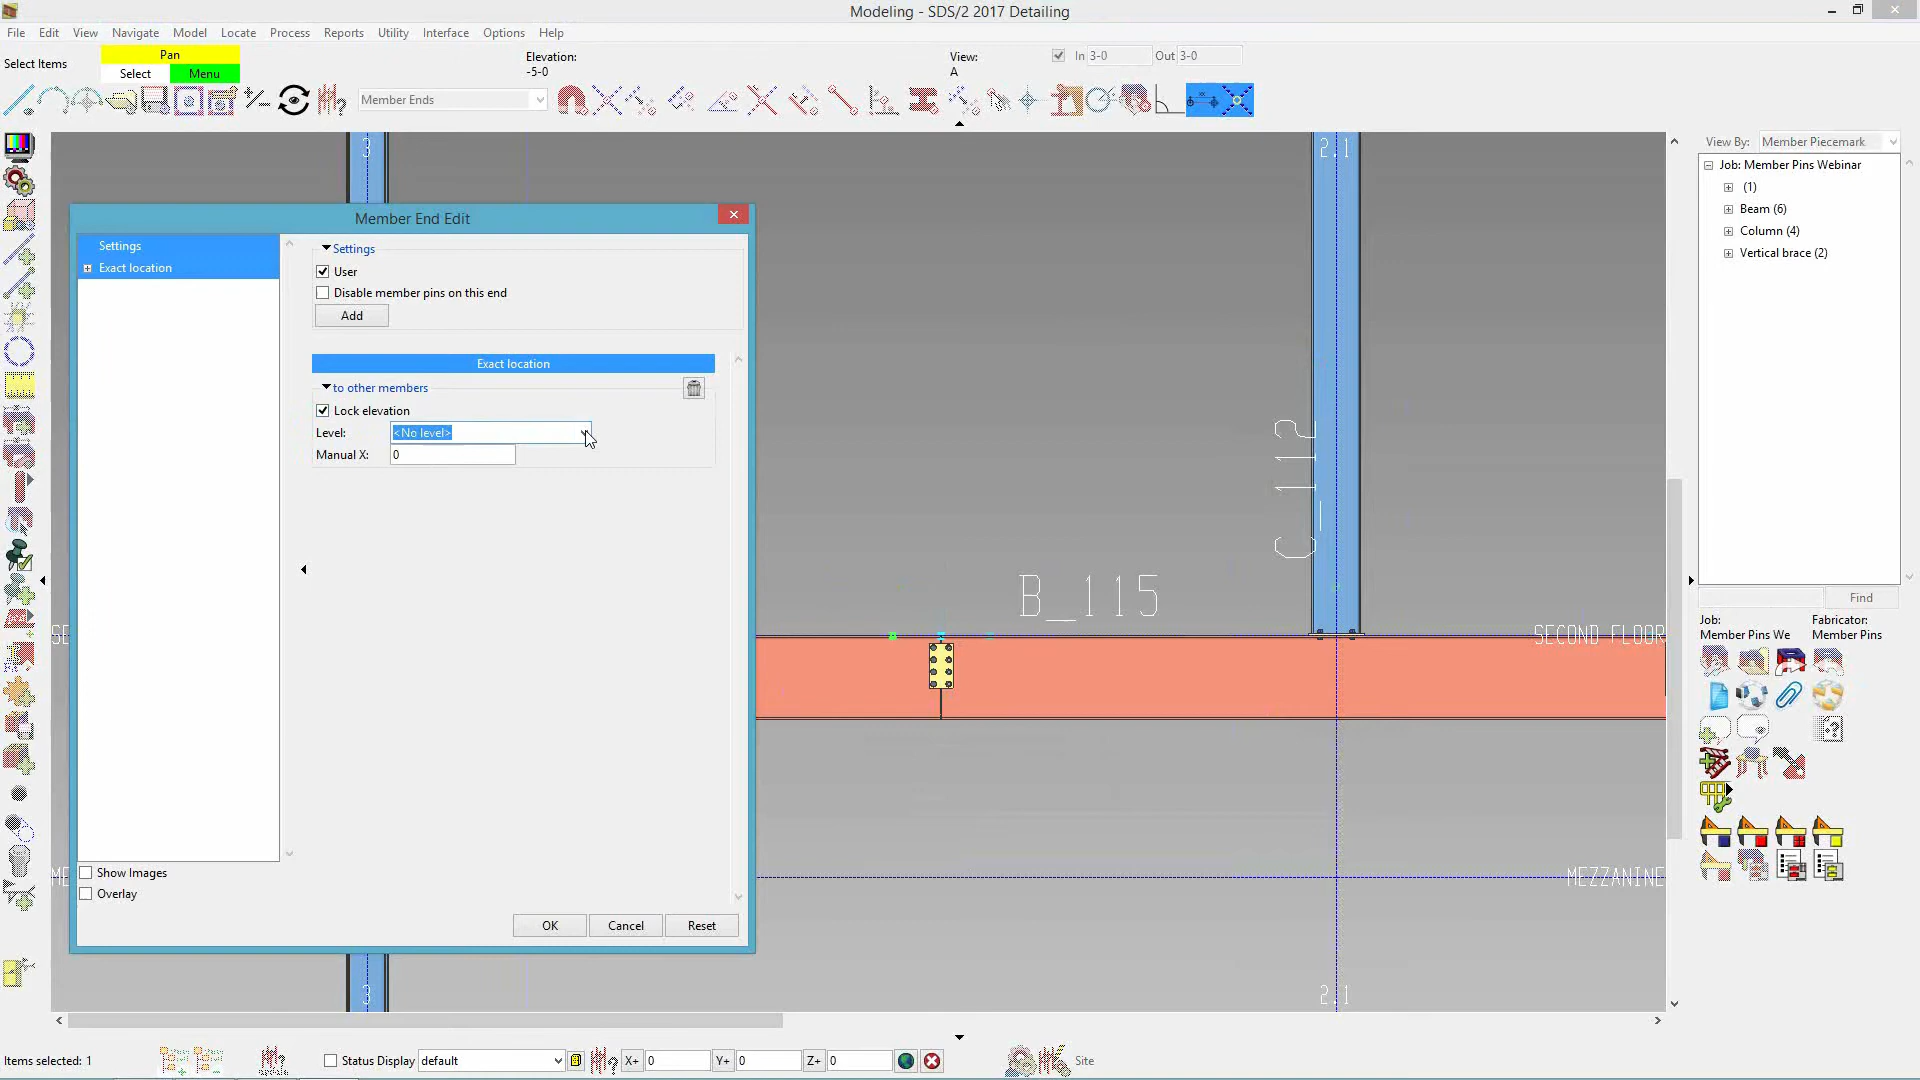 Modeling - SDS/2 2017 Detailing
File Edit View Navigate Model Locate Process Reports Utility Interface Options Help
Select Items
Pan
Select Menu
Elevation:
-5-0
View:
A
In 3-0 Out 3-0
Member Ends
View By: Member Piecemark
Job: Member Pins Webinar
(1)
Beam (6)
Column (4)
Vertical brace (2)
Find
Job: Fabricator:
Member Pins We Member Pins
Member End Edit
Settings
Exact location
Settings
User
Disable member pins on this end
Add
Exact location
to other members
Lock elevation
Level: <No level>
Manual X: 0
Show Images
Overlay
OK Cancel Reset
3
2.1
C_112
B_115
SE
SECOND FLOOR
ME
MEZZANINE
3
2.1
Items selected: 1
Status Display default
X+ 0 Y+ 0 Z+ 0
Site